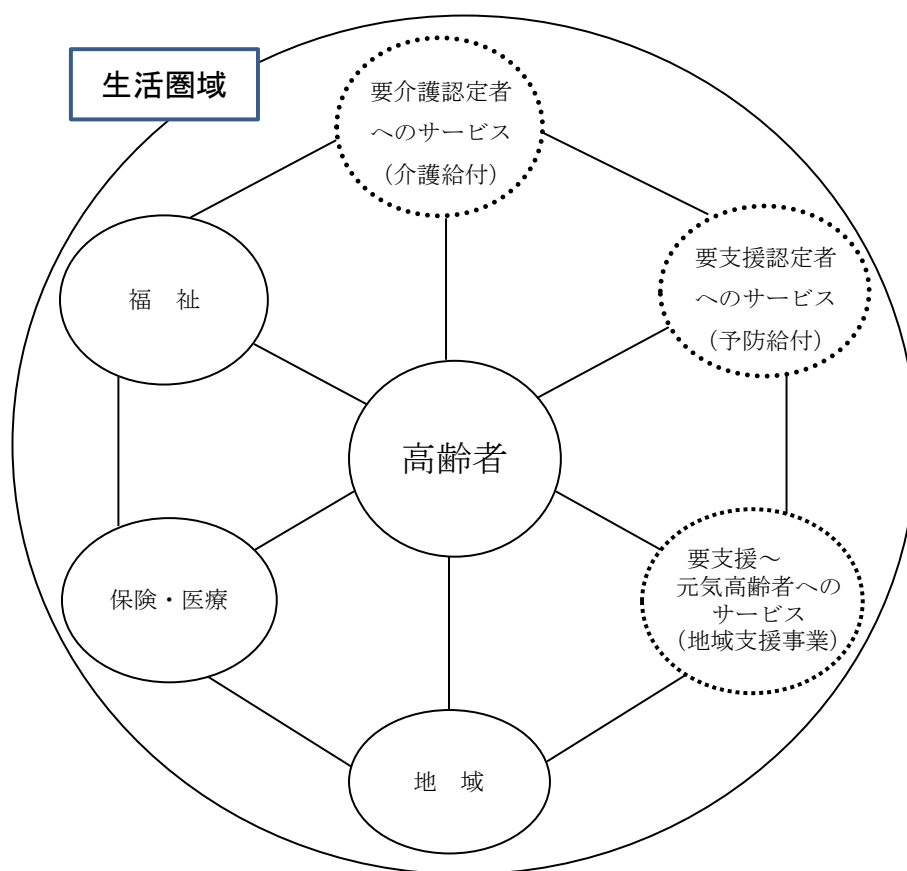 生活圏域
要介護認定者
へのサービス
（介護給付）
要支援認定者
へのサービス
（予防給付）
福　祉
高齢者
要支援～
元気高齢者への
サービス
（地域支援事業）
保険・医療
地　域